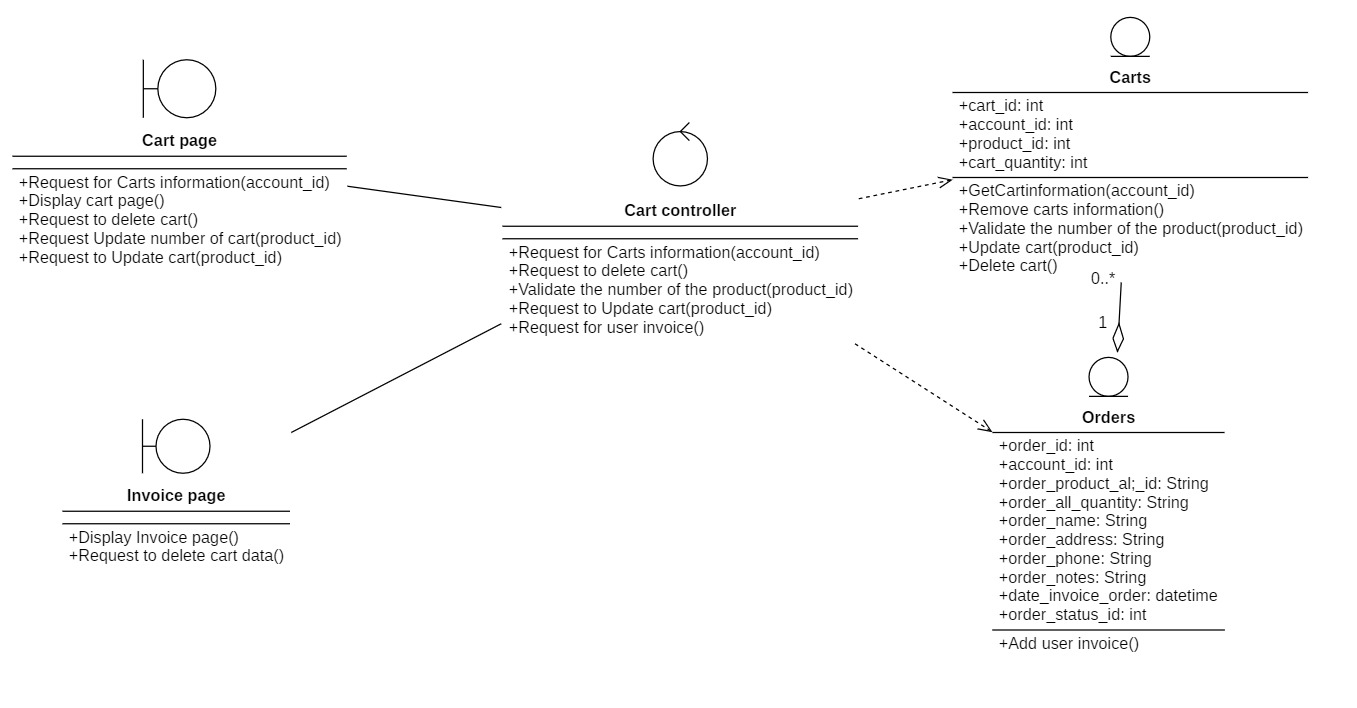 Cart page
+Request for Carts information(account_id)
+Display cart page()
+Request to delete cart()
+Request Update number of cart(product_id)
+Request to Update cart(product_id)
Invoice page
+Display Invoice page()
+Request to delete cart data()
Cart controller
+Request for Carts information(account_id)
+Request to delete cart()
+Validate the number of the product(product_id)
+Request to Update cart(product_id)
+Request for user invoice()
Carts
+cart_id: int
+account_id: int
+product_id: int
+cart_quantity: int
+GetCartinformation(account_id)
+Remove carts information()
+Validate the number of the product(product_id)
+Update cart(product_id)
+Delete cart()
0..*
1
Orders
+order_id: int
+account_id: int
+order_product_al;_id: String
+order_all_quantity: String
+order_name: String
+order_address: String
+order_phone: String
+order_notes: String
+date_invoice_order: datetime
+order_status_id: int
+Add user invoice()